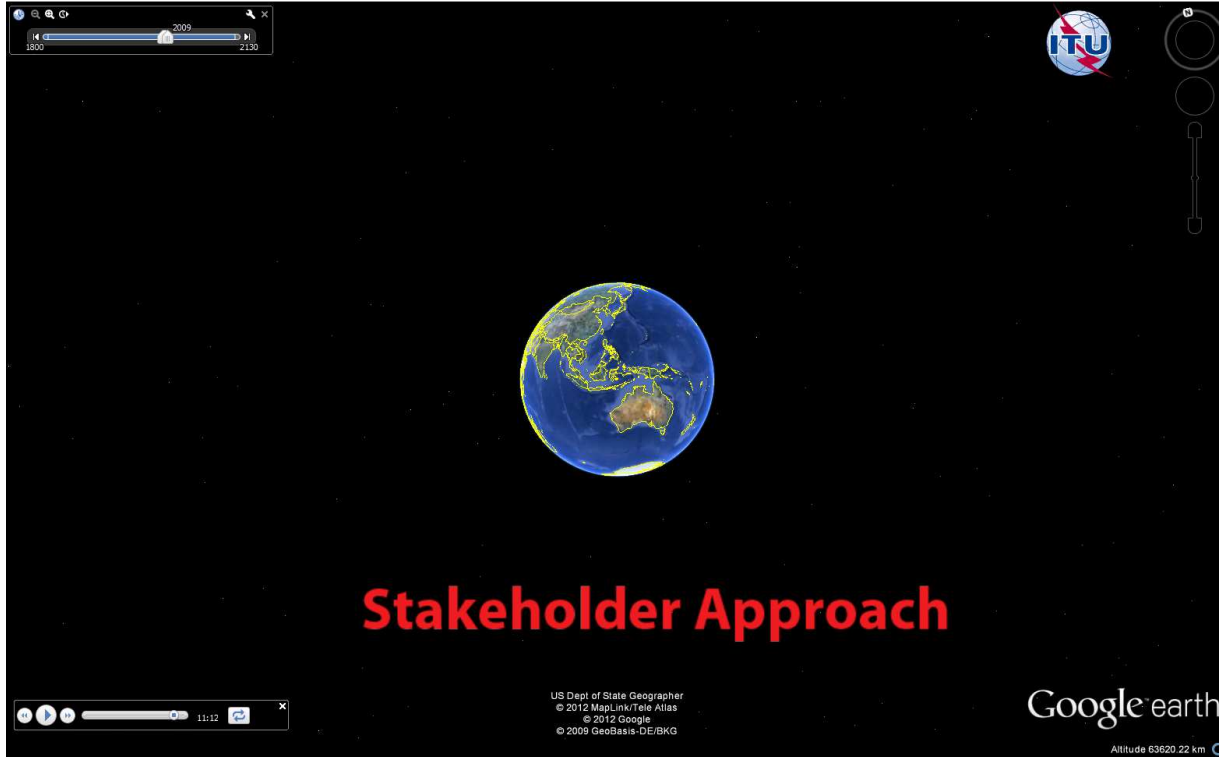 2009
1800
2130
N
ITU
Stakeholder Approach
11:12
US Dept of State Geographer
© 2012 MapLink/Tele Atlas
© 2012 Google
© 2009 GeoBasis-DE/BKG
Google earth
Altitude 63620.22 km